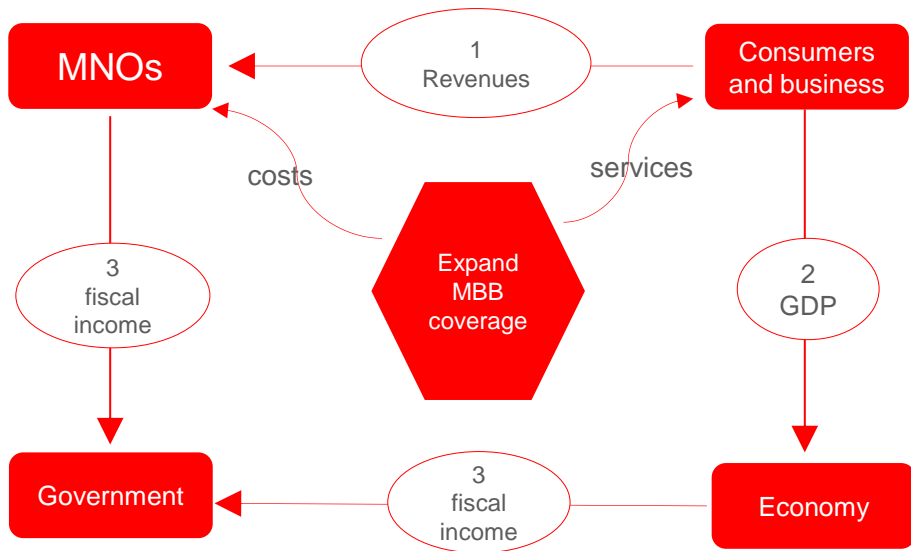 MNOs
1
Revenues
Consumers
and business
costs
services
Expand
MBB
coverage
3
fiscal
income
2
GDP
Government
3
fiscal
income
Economy